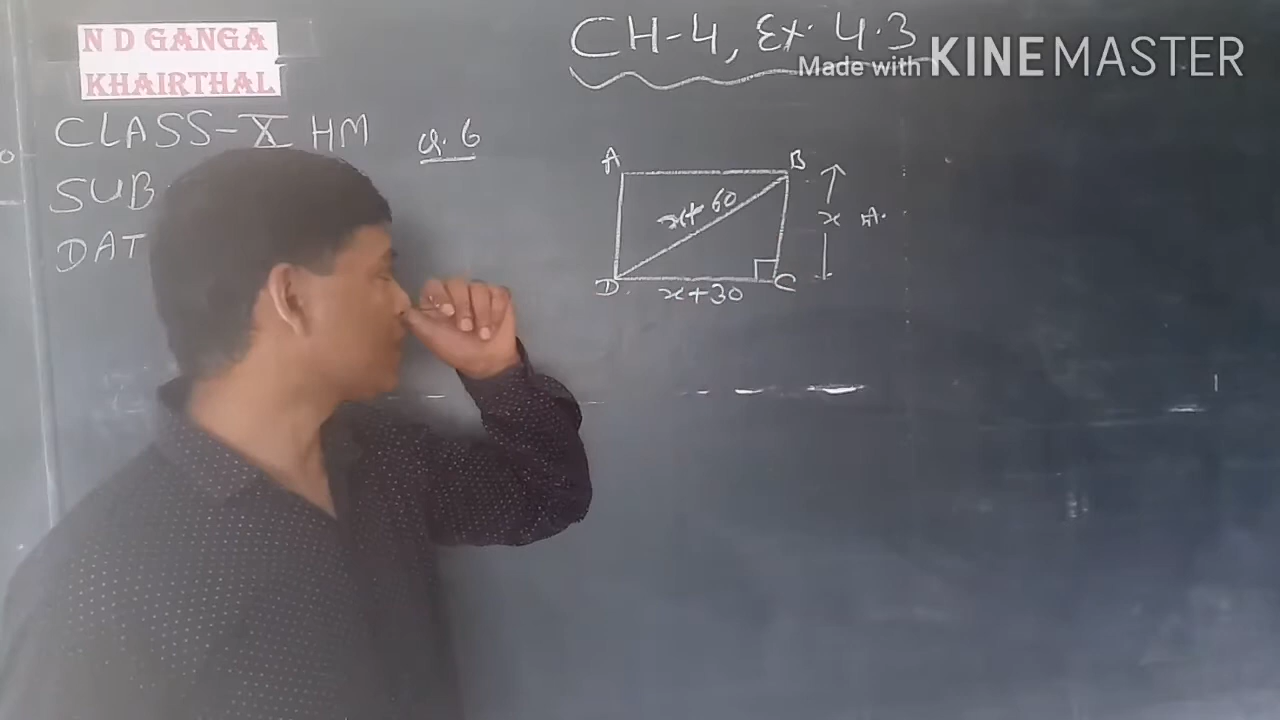 N D GANGA
KHAIRTHAL
CH-4, Ex. 4.3
Made with KINEMASTER
CLASS-X HM
Q. 6
SUB
DAT
A
B
x+60
x
D
x+30
C